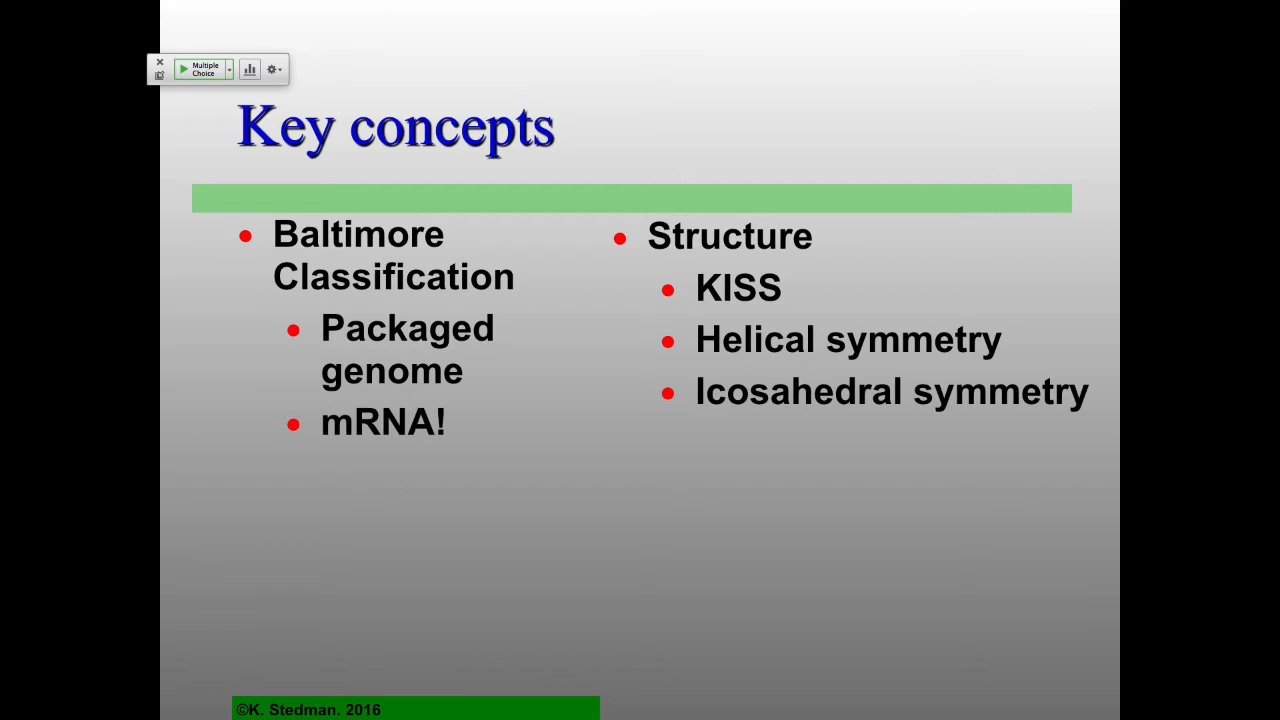 Multiple
Choice
Key concepts
Baltimore
Classification
Packaged
genome
mRNA!
Structure
KISS
Helical symmetry
Icosahedral symmetry
©K. Stedman. 2016